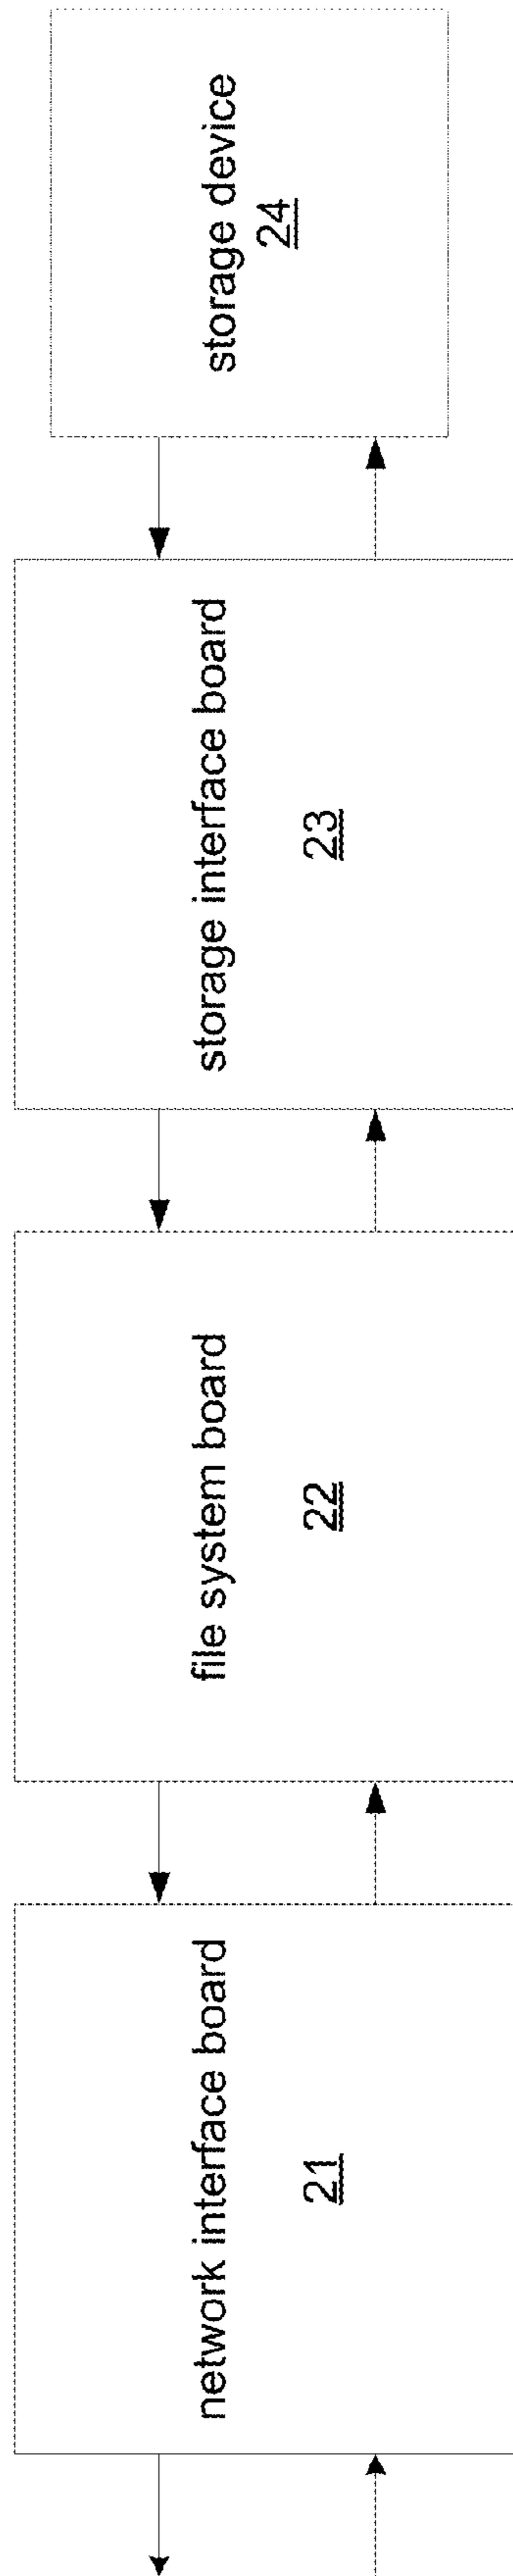 network interface board
21
file system board
22
storage interface board
23
storage device
24